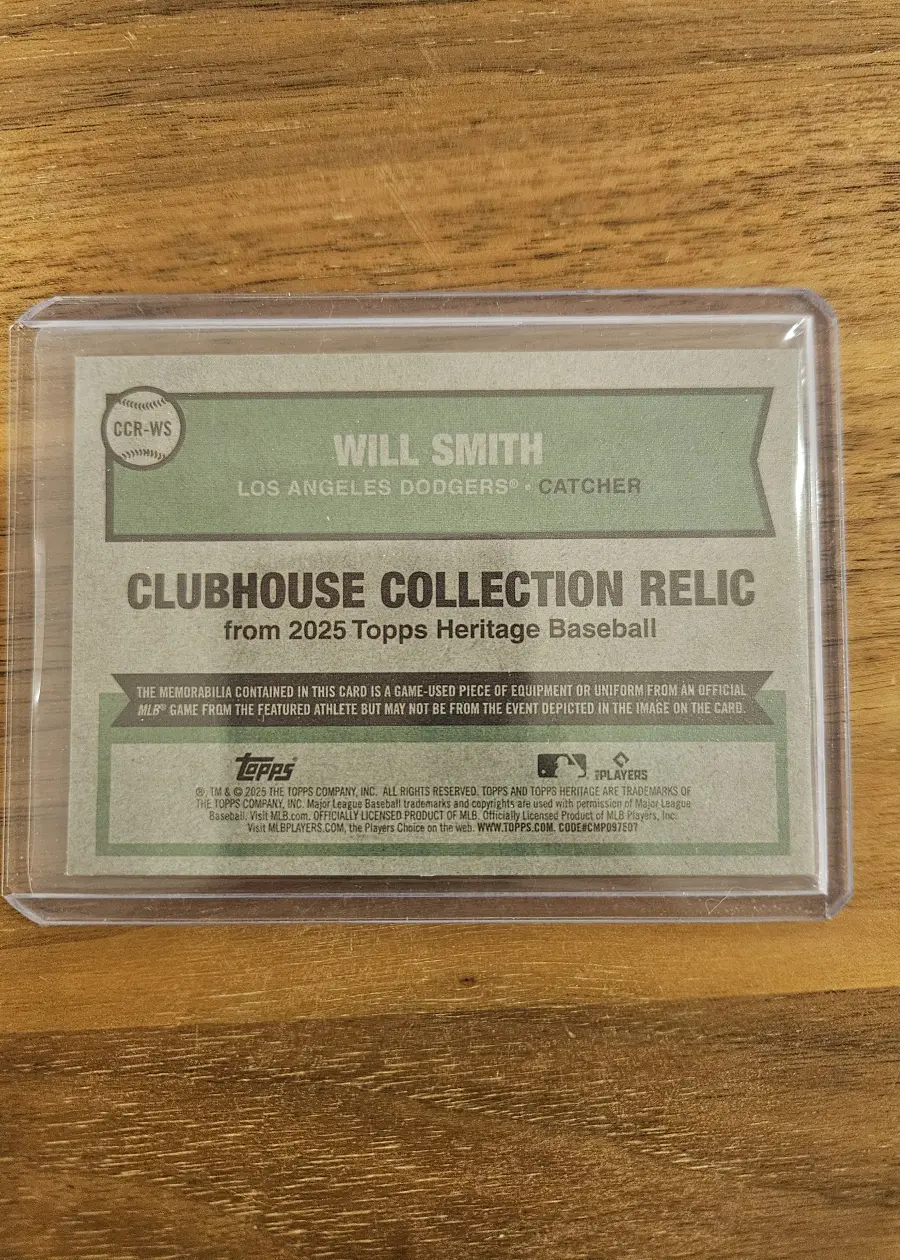 CCR-WS
WILL SMITH
LOS ANGELES DODGERS® • CATCHER
CLUBHOUSE COLLECTION RELIC
from 2025 Topps Heritage Baseball
THE MEMORABILIA CONTAINED IN THIS CARD IS A GAME-USED PIECE OF EQUIPMENT OR UNIFORM FROM AN OFFICIAL
MLB® GAME FROM THE FEATURED ATHLETE BUT MAY NOT BE FROM THE EVENT DEPICTED IN THE IMAGE ON THE CARD.
Topps®
MLB PLAYERS
®, TM & © 2025 THE TOPPS COMPANY, INC. ALL RIGHTS RESERVED. TOPPS AND TOPPS HERITAGE ARE TRADEMARKS OF
THE TOPPS COMPANY, INC. Major League Baseball trademarks and copyrights are used with permission of Major League
Baseball. Visit MLB.com. OFFICIALLY LICENSED PRODUCT OF MLB. Officially Licensed Product of MLB Players, Inc.
Visit MLBPLAYERS.COM, the Players Choice on the web. WWW.TOPPS.COM. CODE#CMP097507